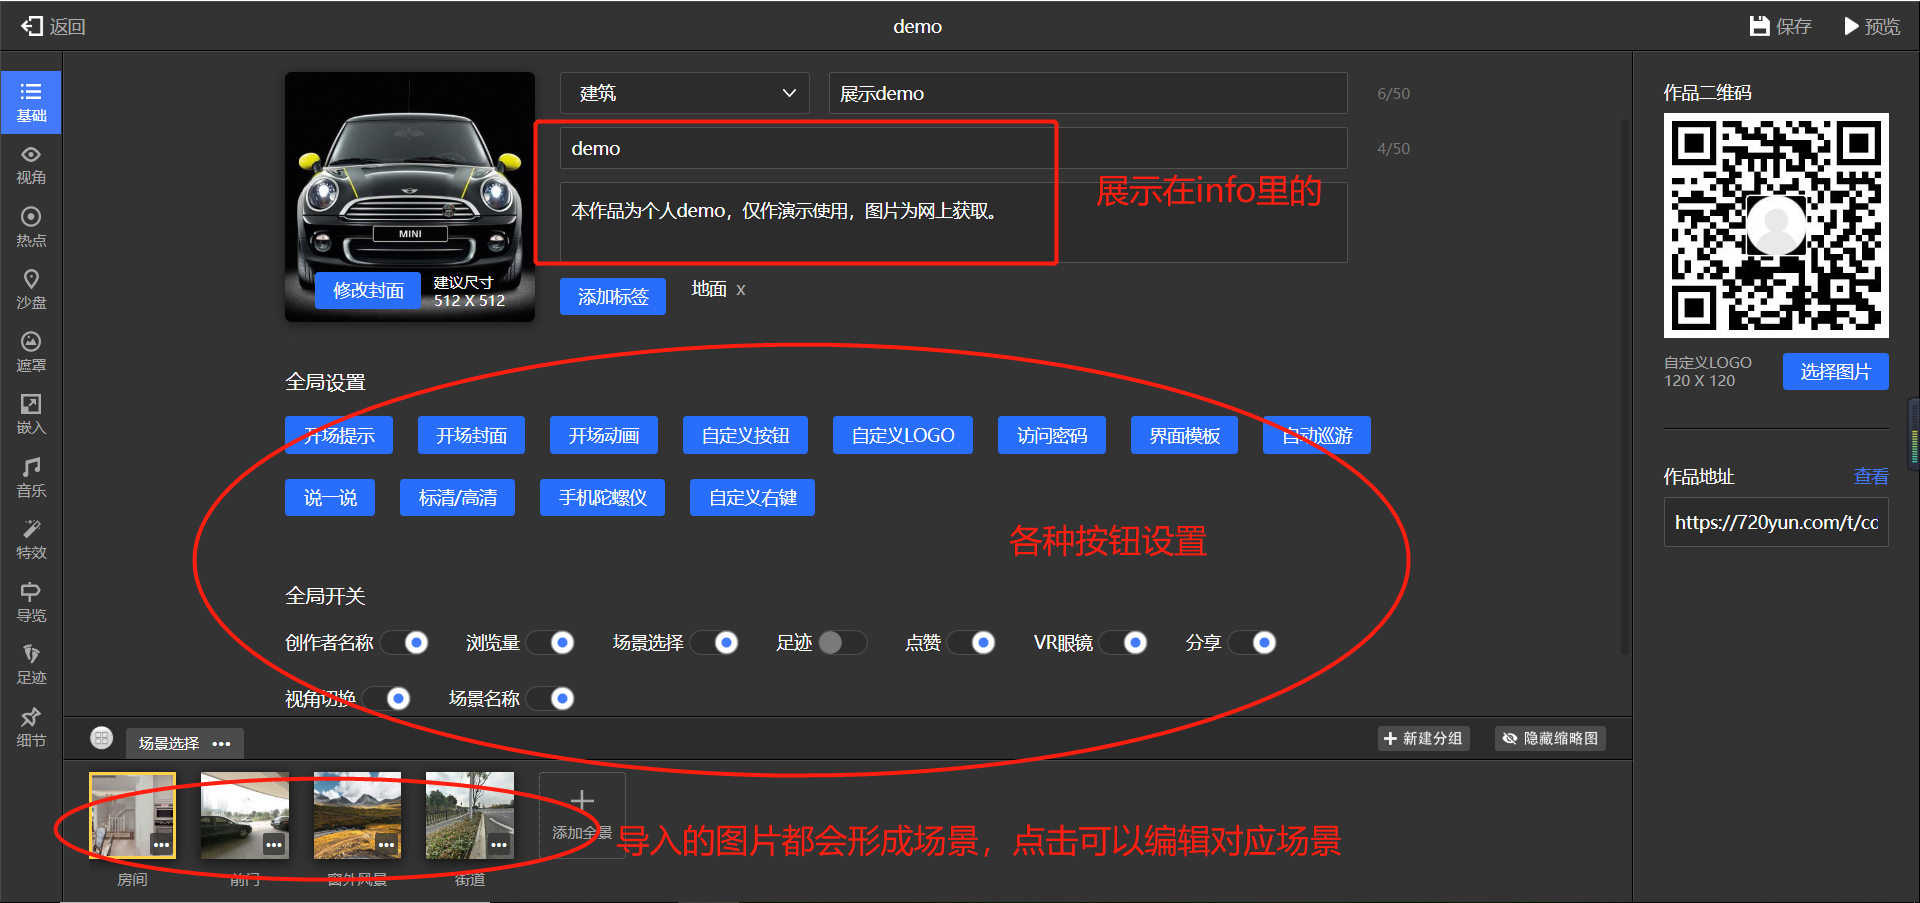 返回
demo
保存
预览
基础
视角
热点
沙盘
遮罩
嵌入
音乐
特效
导览
足迹
细节
MINI
修改封面
建议尺寸
512 X 512
建筑
展示demo
6/50
demo
4/50
本作品为个人demo，仅作演示使用，图片为网上获取。
展示在info里的
添加标签
地面 x
全局设置
开场提示
开场封面
开场动画
自定义按钮
自定义LOGO
访问密码
界面模板
自动巡游
说一说
标清/高清
手机陀螺仪
自定义右键
各种按钮设置
全局开关
创作者名称
浏览量
场景选择
足迹
点赞
VR眼镜
分享
视角切换
场景名称
场景选择 •••
新建分组
隐藏缩略图
添加全景
导入的图片都会形成场景，点击可以编辑对应场景
房间
前门
窗外风景
街道
作品二维码
自定义LOGO
120 X 120
选择图片
作品地址
查看
https://720yun.com/t/cc